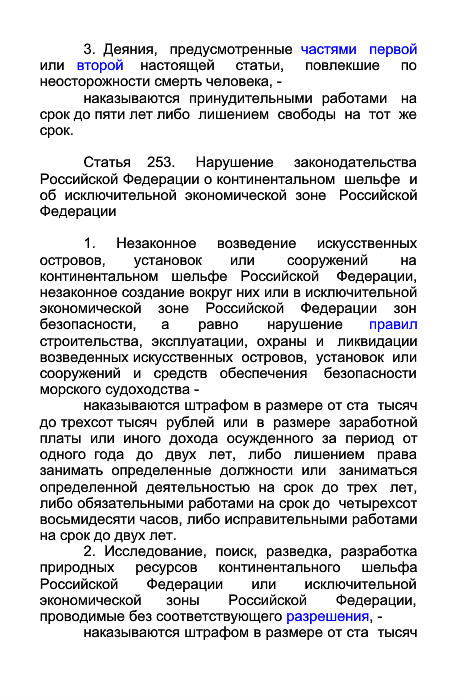 3. Деяния, предусмотренные частями первой
или второй настоящей статьи, повлекшие по
неосторожности смерть человека, -
наказываются принудительными работами на
срок до пяти лет либо лишением свободы на тот же
срок.
Статья 253. Нарушение законодательства
Российской Федерации о континентальном шельфе и
об исключительной экономической зоне Российской
Федерации
1. Незаконное возведение искусственных
островов, установок или сооружений на
континентальном шельфе Российской Федерации,
незаконное создание вокруг них или в исключительной
экономической зоне Российской Федерации зон
безопасности, а равно нарушение правил
строительства, эксплуатации, охраны и ликвидации
возведенных искусственных островов, установок или
сооружений и средств обеспечения безопасности
морского судоходства -
наказываются штрафом в размере от ста тысяч
до трехсот тысяч рублей или в размере заработной
платы или иного дохода осужденного за период от
одного года до двух лет, либо лишением права
занимать определенные должности или заниматься
определенной деятельностью на срок до трех лет,
либо обязательными работами на срок до четырехсот
восьмидесяти часов, либо исправительными работами
на срок до двух лет.
2. Исследование, поиск, разведка, разработка
природных ресурсов континентального шельфа
Российской Федерации или исключительной
экономической зоны Российской Федерации,
проводимые без соответствующего разрешения, -
наказываются штрафом в размере от ста тысяч